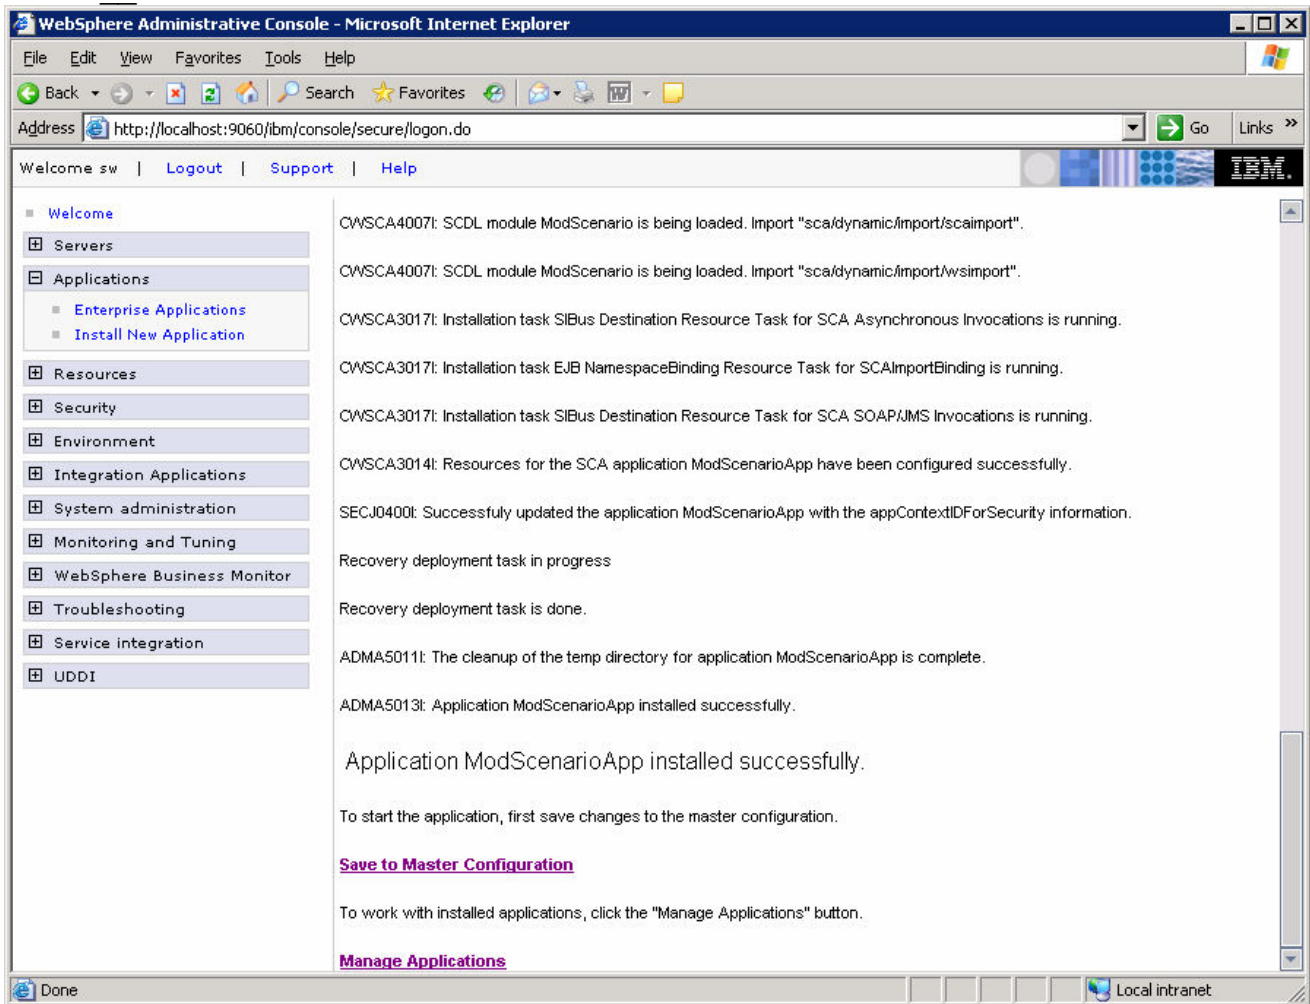 WebSphere Administrative Console - Microsoft Internet Explorer
File Edit View Favorites Tools Help
Back Search Favorites
Address http://localhost:9060/ibm/console/secure/logon.do Go Links »
Welcome sw | Logout | Support | Help IBM.
Welcome
Servers
Applications
Enterprise Applications
Install New Application
Resources
Security
Environment
Integration Applications
System administration
Monitoring and Tuning
WebSphere Business Monitor
Troubleshooting
Service integration
UDDI
CWSCA4007I: SCDL module ModScenario is being loaded. Import "sca/dynamic/import/scaimport".
CWSCA4007I: SCDL module ModScenario is being loaded. Import "sca/dynamic/import/wsimport".
CWSCA3017I: Installation task SIBus Destination Resource Task for SCA Asynchronous Invocations is running.
CWSCA3017I: Installation task EJB NamespaceBinding Resource Task for SCAImportBinding is running.
CWSCA3017I: Installation task SIBus Destination Resource Task for SCA SOAP/JMS Invocations is running.
CWSCA3014I: Resources for the SCA application ModScenarioApp have been configured successfully.
SECJ0400I: Successfuly updated the application ModScenarioApp with the appContextIDForSecurity information.
Recovery deployment task in progress
Recovery deployment task is done.
ADMA5011I: The cleanup of the temp directory for application ModScenarioApp is complete.
ADMA5013I: Application ModScenarioApp installed successfully.
Application ModScenarioApp installed successfully.
To start the application, first save changes to the master configuration.
Save to Master Configuration
To work with installed applications, click the "Manage Applications" button.
Manage Applications
Done Local intranet